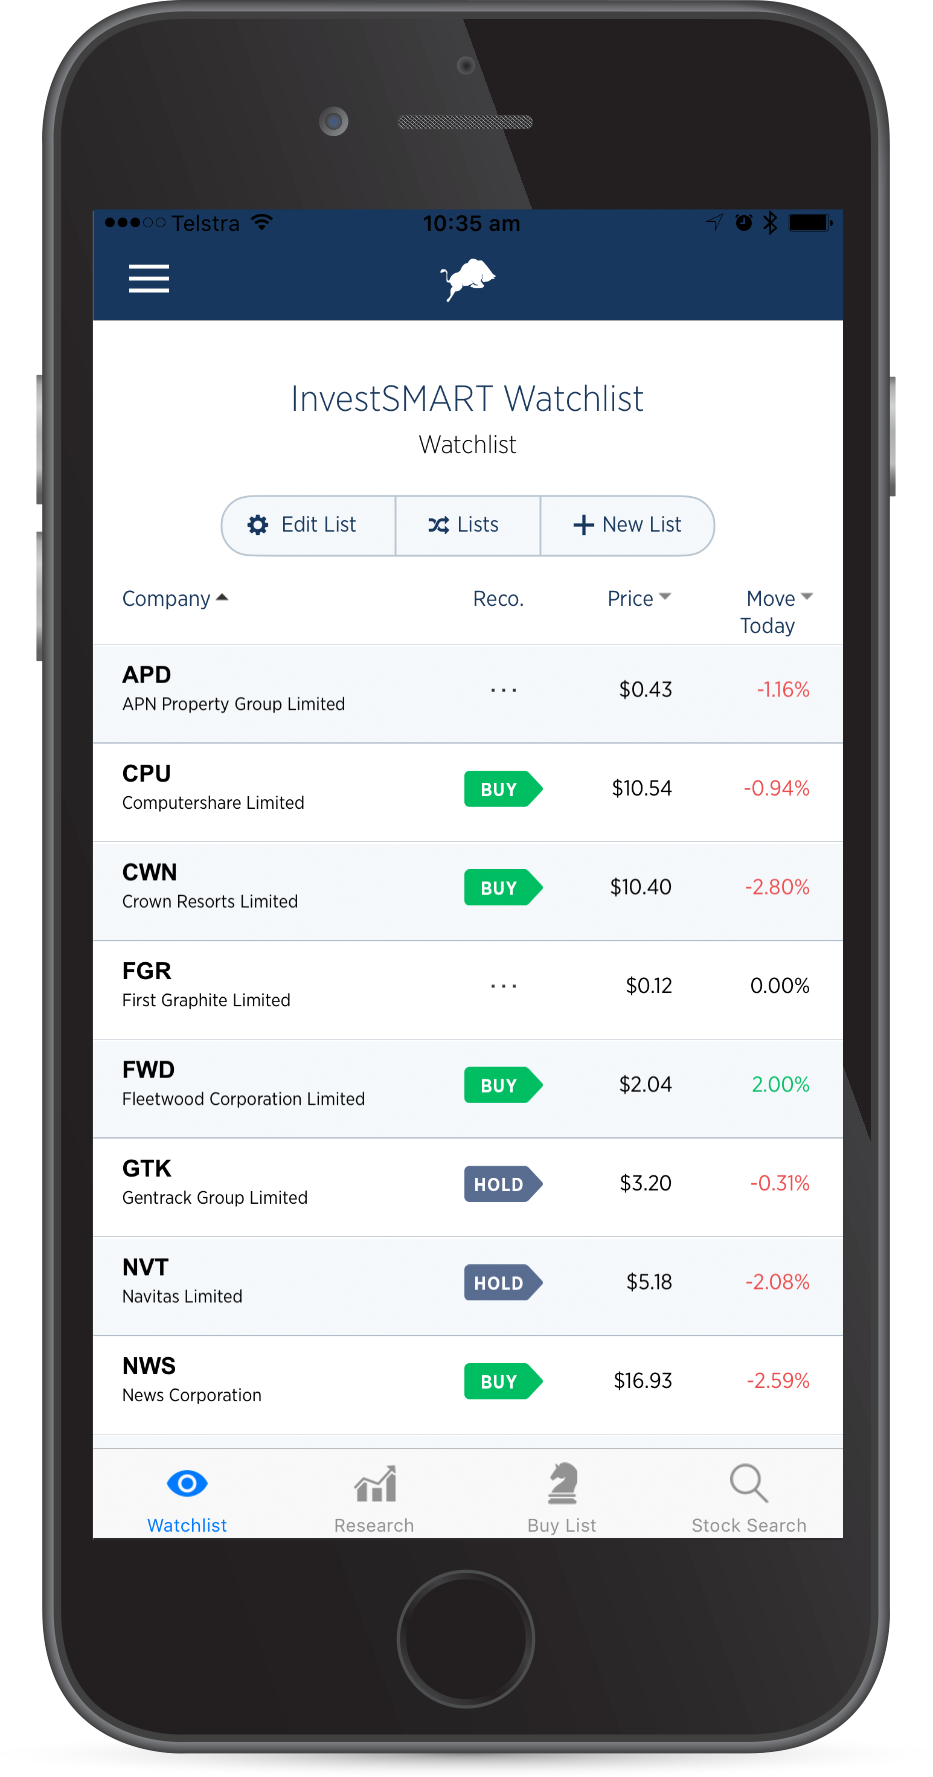 Telstra 10:35 am
InvestSMART Watchlist
Watchlist
Edit List Lists New List
Company Reco. Price Move
Today
APD
APN Property Group Limited ... $0.43 -1.16%
CPU
Computershare Limited BUY $10.54 -0.94%
CWN
Crown Resorts Limited BUY $10.40 -2.80%
FGR
First Graphite Limited ... $0.12 0.00%
FWD
Fleetwood Corporation Limited BUY $2.04 2.00%
GTK
Gentrack Group Limited HOLD $3.20 -0.31%
NVT
Navitas Limited HOLD $5.18 -2.08%
NWS
News Corporation BUY $16.93 -2.59%
Watchlist Research Buy List Stock Search